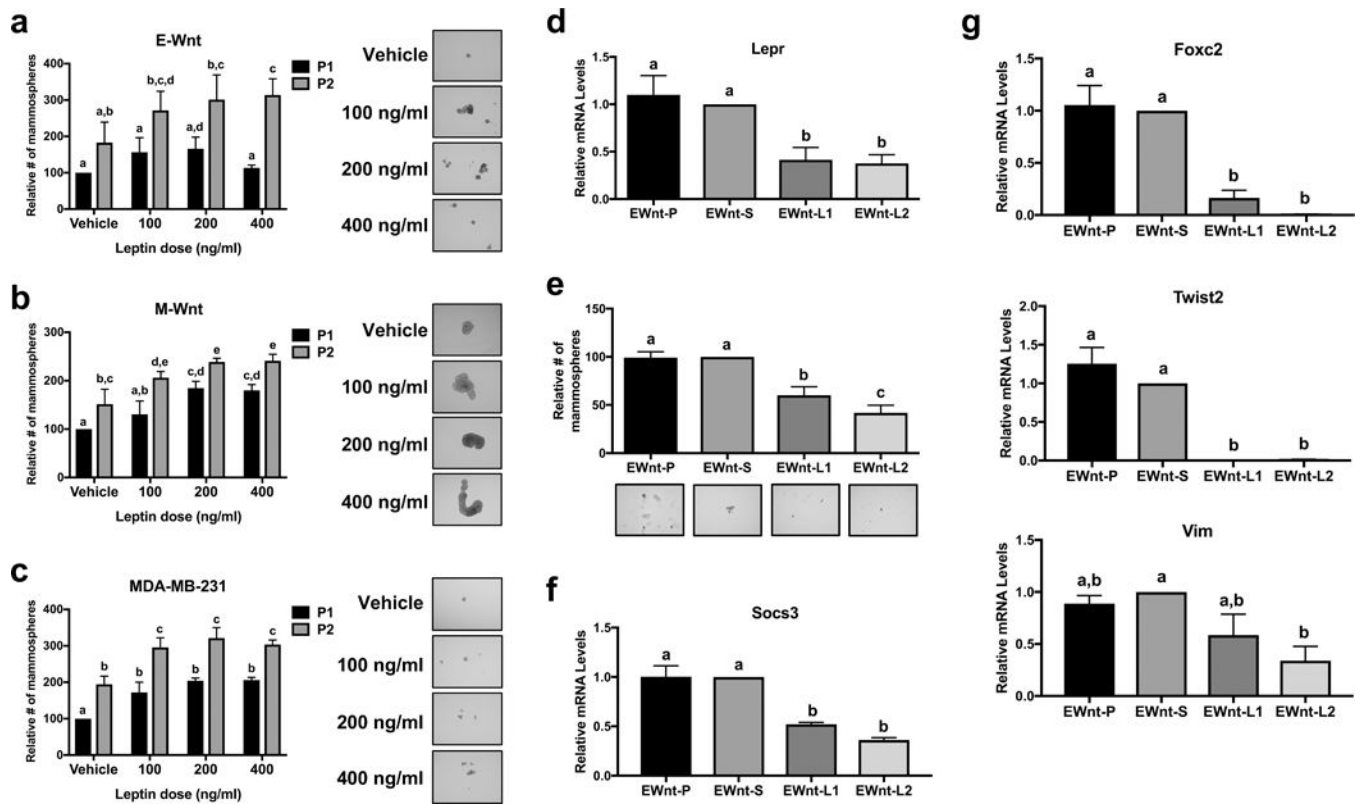 a
E-Wnt
Relative # of mammospheres
400
300
200
100
0
a
a,b
a
b,c,d
a,d
b,c
a
c
Vehicle
100
200
400
Leptin dose (ng/ml)
P1
P2
Vehicle
100 ng/ml
200 ng/ml
400 ng/ml
b
M-Wnt
Relative # of mammospheres
300
200
100
0
a
b,c
a,b
d,e
c,d
e
c,d
e
Vehicle
100
200
400
Leptin dose (ng/ml)
P1
P2
Vehicle
100 ng/ml
200 ng/ml
400 ng/ml
c
MDA-MB-231
Relative # of mammospheres
400
300
200
100
0
a
b
b
c
b
c
b
c
Vehicle
100
200
400
Leptin dose (ng/ml)
P1
P2
Vehicle
100 ng/ml
200 ng/ml
400 ng/ml
d
Lepr
Relative mRNA Levels
1.5
1.0
0.5
0.0
a
a
b
b
EWnt-P
EWnt-S
EWnt-L1
EWnt-L2
e
Relative # of
mammospheres
150
100
50
0
a
a
b
c
EWnt-P
EWnt-S
EWnt-L1
EWnt-L2
f
Socs3
Relative mRNA Levels
1.5
1.0
0.5
0.0
a
a
b
b
EWnt-P
EWnt-S
EWnt-L1
EWnt-L2
g
Foxc2
Relative mRNA Levels
1.5
1.0
0.5
0.0
a
a
b
b
EWnt-P
EWnt-S
EWnt-L1
EWnt-L2
Twist2
Relative mRNA Levels
2.0
1.5
1.0
0.5
0.0
a
a
b
b
EWnt-P
EWnt-S
EWnt-L1
EWnt-L2
Vim
Relative mRNA Levels
1.5
1.0
0.5
0.0
a,b
a
a,b
b
EWnt-P
EWnt-S
EWnt-L1
EWnt-L2